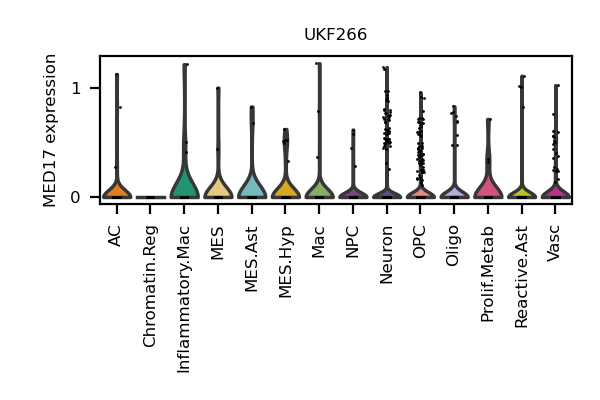 UKF266
MED17 expression
1
0
AC
Chromatin.Reg
Inflammatory.Mac
MES
MES.Ast
MES.Hyp
Mac
NPC
Neuron
OPC
Oligo
Prolif.Metab
Reactive.Ast
Vasc